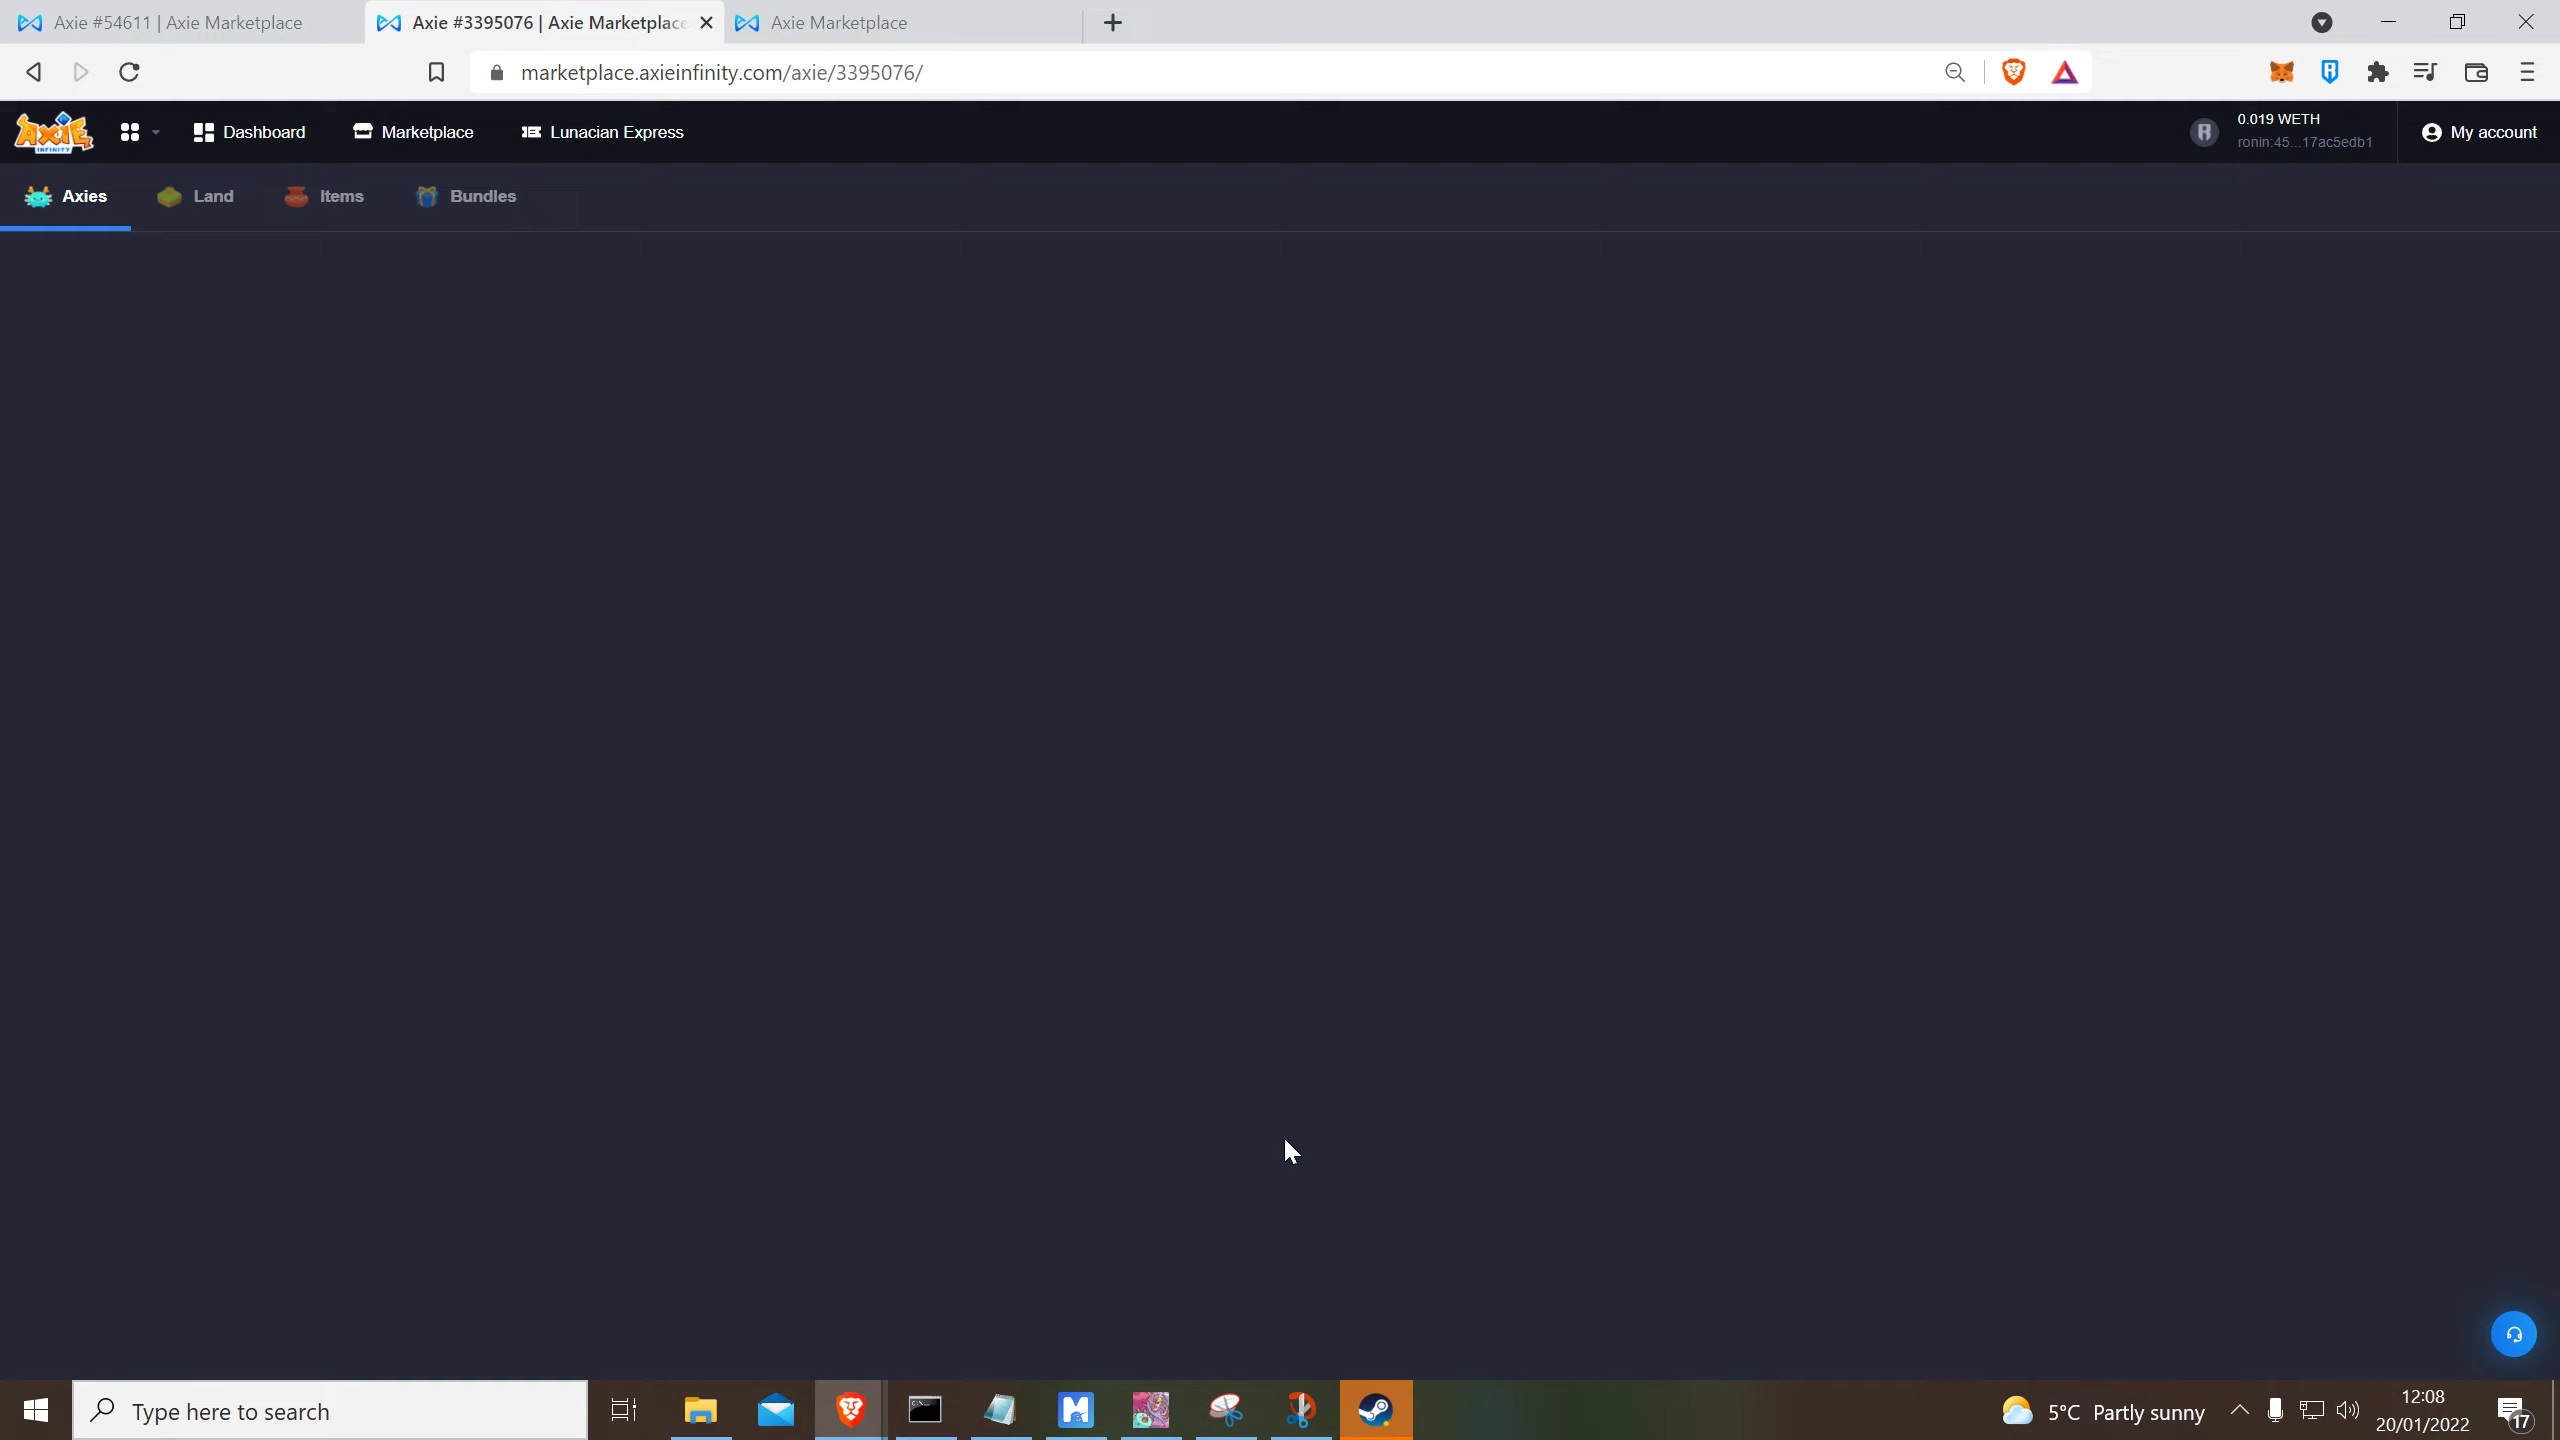 Axie #54611 | Axie Marketplace
Axie #3395076 | Axie Marketplace
Axie Marketplace
marketplace.axieinfinity.com/axie/3395076/
AXIE
INFINITY
Dashboard
Marketplace
Lunacian Express
0.019 WETH
ronin:45...17ac5edb1
My account
Axies
Land
Items
Bundles
Type here to search
5°C Partly sunny
12:08
20/01/2022
17